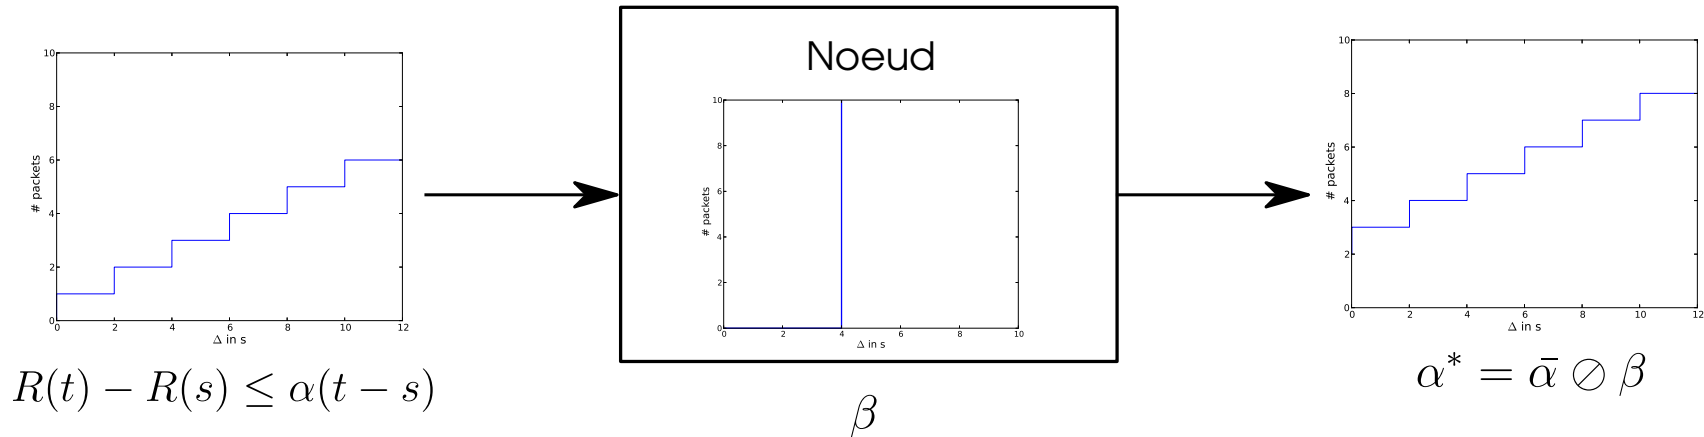 10
8
6
4
2
0
# packets
0 2 4 6 8 10 12
Δ in s
R(t) − R(s) ≤ α(t − s)
Noeud
10
8
6
4
2
0
# packets
0 2 4 6 8 10
Δ in s
β
10
8
6
4
2
0
# packets
0 2 4 6 8 10 12
Δ in s
α* = ᾱ ⊘ β